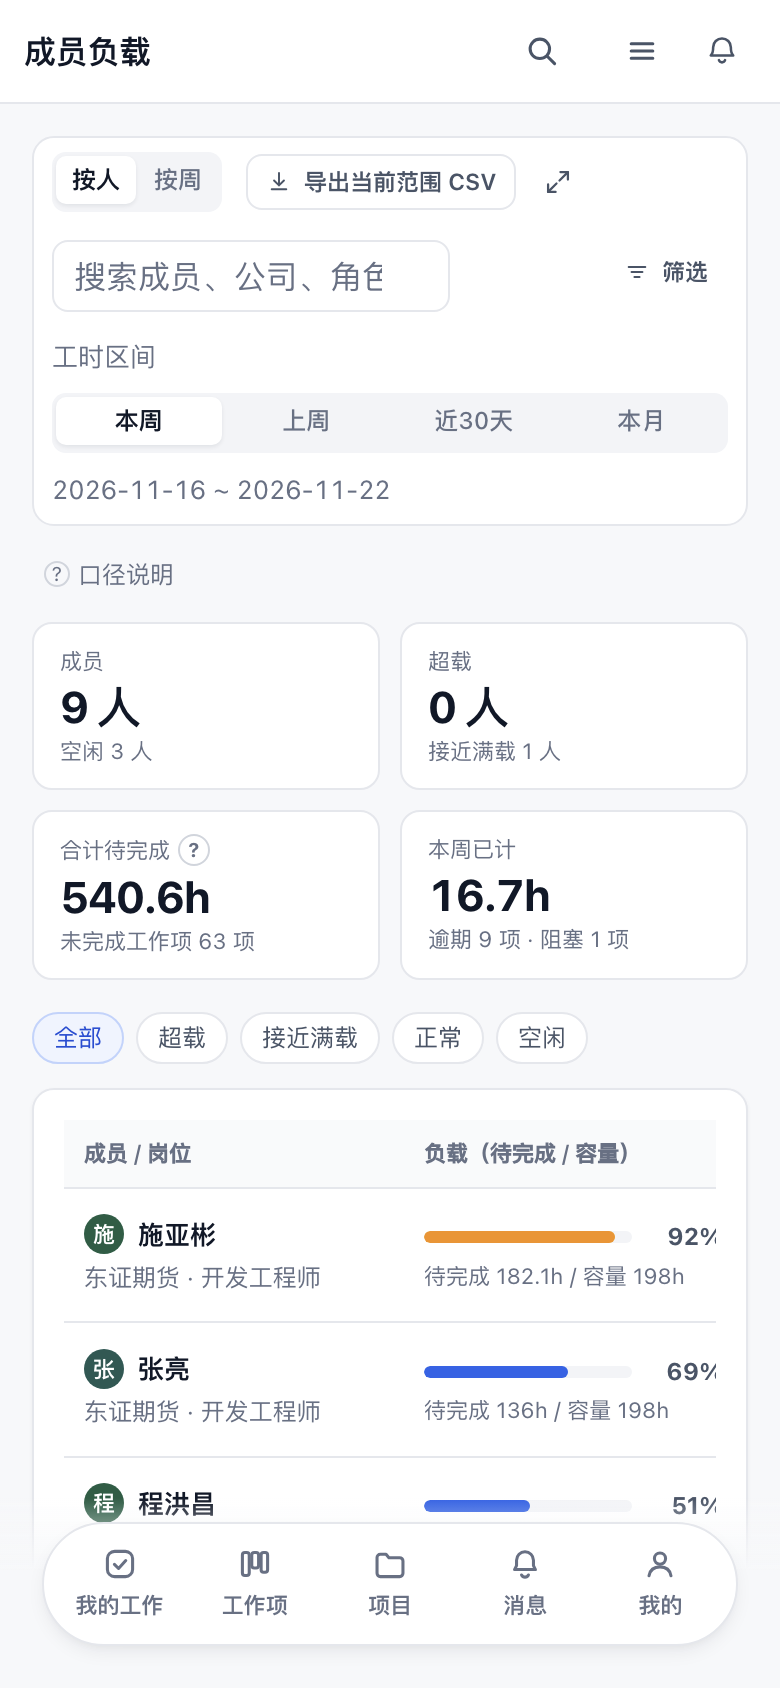 成员负载
按人 按周 导出当前范围 CSV
搜索成员、公司、角色
筛选
工时区间
本周 上周 近30天 本月
2026-11-16 ~ 2026-11-22
? 口径说明
成员
9 人
空闲 3 人
超载
0 人
接近满载 1 人
合计待完成 ?
540.6h
未完成工作项 63 项
本周已计
16.7h
逾期 9 项 · 阻塞 1 项
全部 超载 接近满载 正常 空闲
成员 / 岗位 负载（待完成 / 容量）
施 施亚彬 92%
东证期货 · 开发工程师 待完成 182.1h / 容量 198h
张 张亮 69%
东证期货 · 开发工程师 待完成 136h / 容量 198h
程 程洪昌 51%
我的工作 工作项 项目 消息 我的